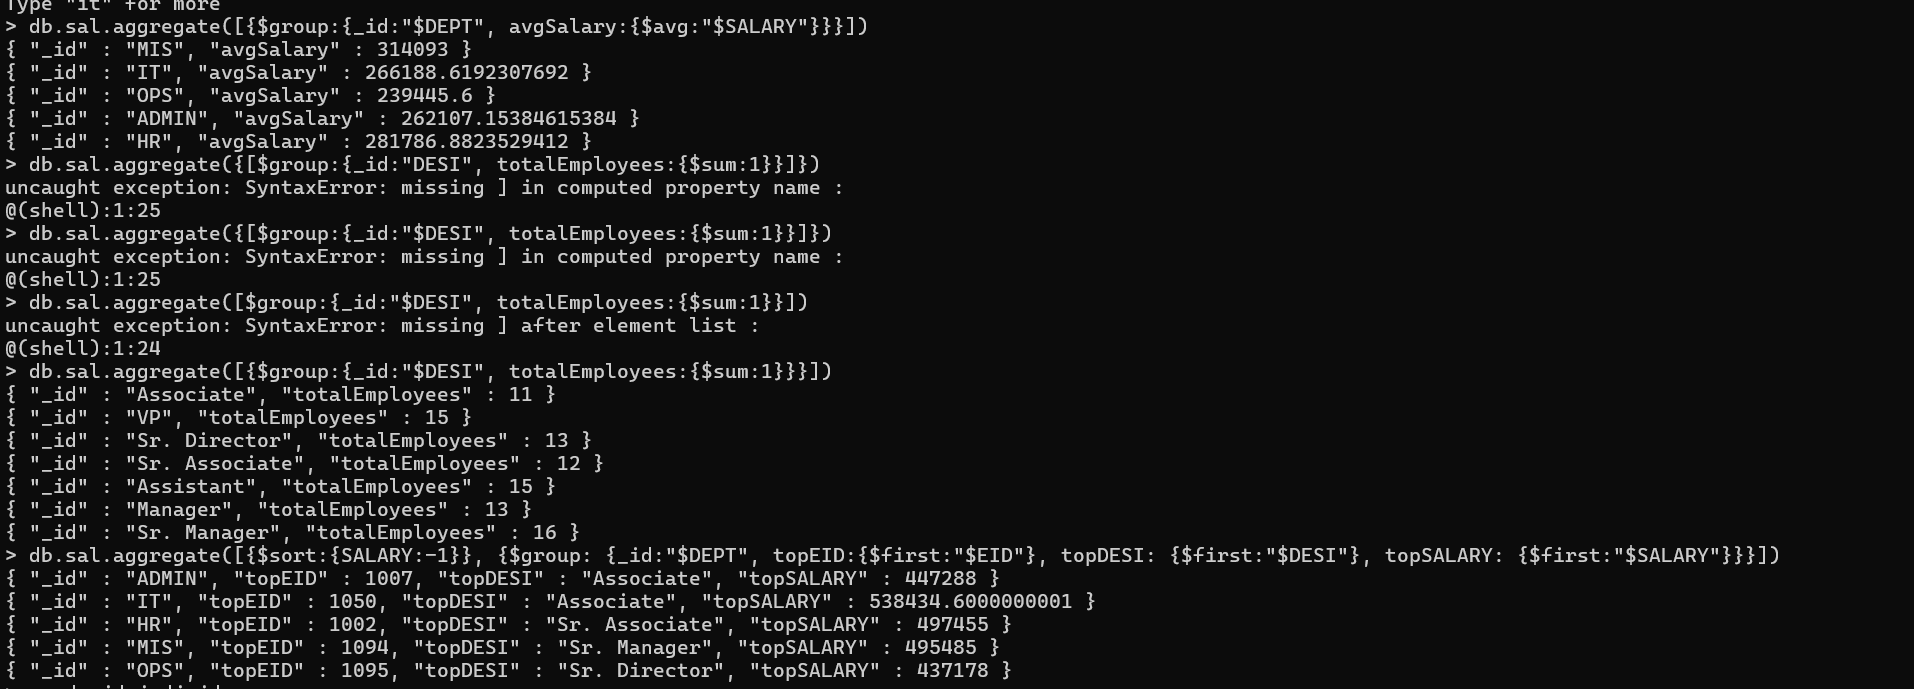 Type "it" for more
> db.sal.aggregate([{$group:{_id:"$DEPT", avgSalary:{$avg:"$SALARY"}}}])
{ "_id" : "MIS", "avgSalary" : 314093 }
{ "_id" : "IT", "avgSalary" : 266188.6192307692 }
{ "_id" : "OPS", "avgSalary" : 239445.6 }
{ "_id" : "ADMIN", "avgSalary" : 262107.15384615384 }
{ "_id" : "HR", "avgSalary" : 281786.8823529412 }
> db.sal.aggregate({[$group:{_id:"DESI", totalEmployees:{$sum:1}}]})
uncaught exception: SyntaxError: missing ] in computed property name :
@(shell):1:25
> db.sal.aggregate({[$group:{_id:"$DESI", totalEmployees:{$sum:1}}]})
uncaught exception: SyntaxError: missing ] in computed property name :
@(shell):1:25
> db.sal.aggregate([$group:{_id:"$DESI", totalEmployees:{$sum:1}}])
uncaught exception: SyntaxError: missing ] after element list :
@(shell):1:24
> db.sal.aggregate([{$group:{_id:"$DESI", totalEmployees:{$sum:1}}}])
{ "_id" : "Associate", "totalEmployees" : 11 }
{ "_id" : "VP", "totalEmployees" : 15 }
{ "_id" : "Sr. Director", "totalEmployees" : 13 }
{ "_id" : "Sr. Associate", "totalEmployees" : 12 }
{ "_id" : "Assistant", "totalEmployees" : 15 }
{ "_id" : "Manager", "totalEmployees" : 13 }
{ "_id" : "Sr. Manager", "totalEmployees" : 16 }
> db.sal.aggregate([{$sort:{SALARY:-1}}, {$group: {_id:"$DEPT", topEID:{$first:"$EID"}, topDESI: {$first:"$DESI"}, topSALARY: {$first:"$SALARY"}}}])
{ "_id" : "ADMIN", "topEID" : 1007, "topDESI" : "Associate", "topSALARY" : 447288 }
{ "_id" : "IT", "topEID" : 1050, "topDESI" : "Associate", "topSALARY" : 538434.6000000001 }
{ "_id" : "HR", "topEID" : 1002, "topDESI" : "Sr. Associate", "topSALARY" : 497455 }
{ "_id" : "MIS", "topEID" : 1094, "topDESI" : "Sr. Manager", "topSALARY" : 495485 }
{ "_id" : "OPS", "topEID" : 1095, "topDESI" : "Sr. Director", "topSALARY" : 437178 }